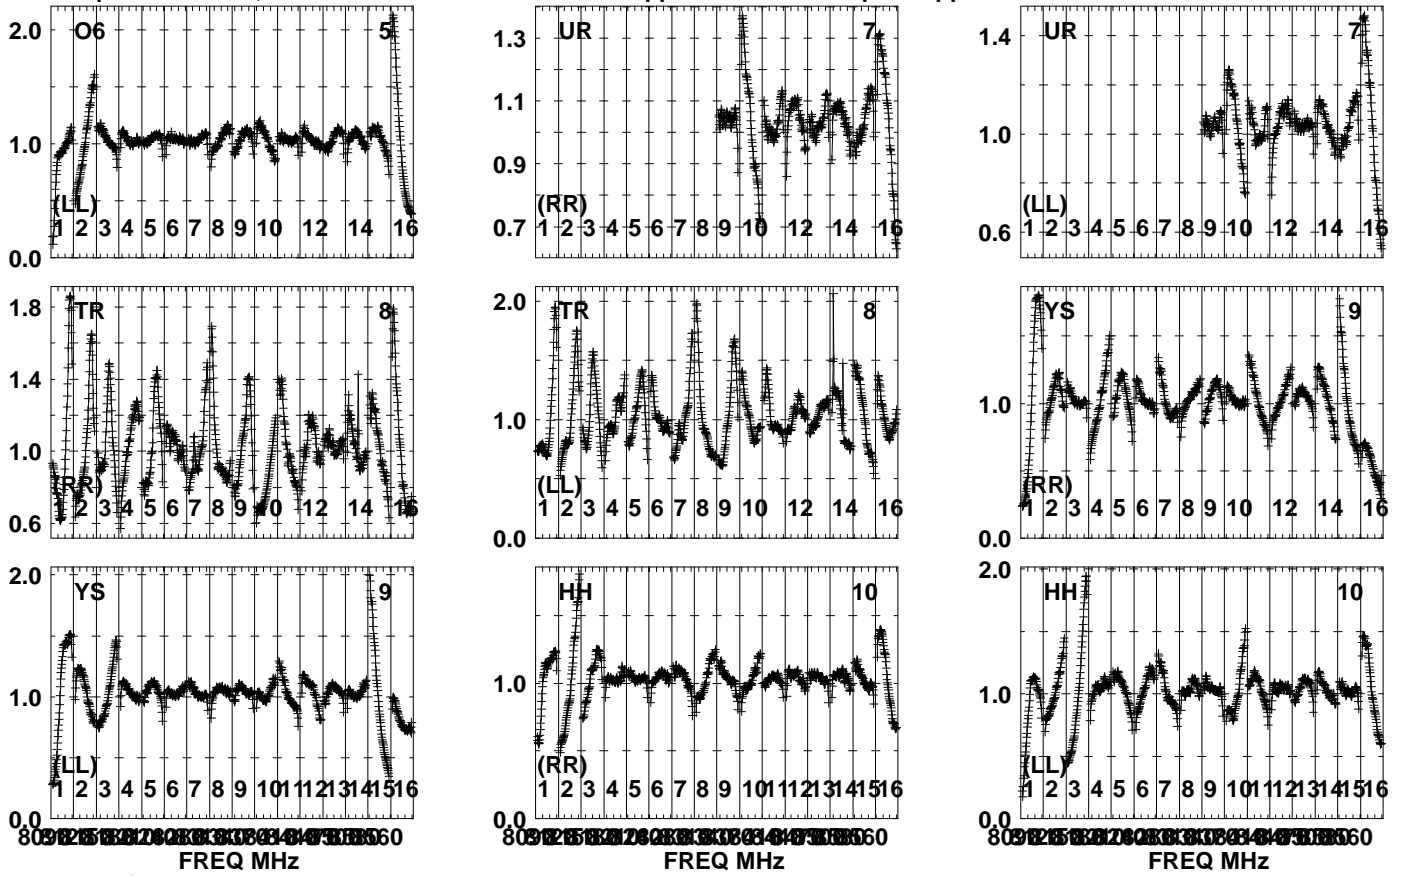 2.0 O6 5
1.0
(LL)
1 2 3 4 5 6 7 8 9 10 12 14 16
0.0
1.3 UR 7
1.1
0.9
(RR)
0.7 1 2 3 4 5 6 7 8 9 10 12 14 16
1.4 UR 7
1.0
(LL)
0.6 1 2 3 4 5 6 7 8 9 10 12 14 16
1.8 TR 8
1.4
1.0
(RR)
0.6 1 2 3 4 5 6 7 8 9 12 14 16
2.0 TR 8
1.0
(LL)
1 2 3 4 5 6 7 8 9 10 12 14 16
0.0
YS 9
1.0
(RR)
1 2 3 4 5 6 7 8 9 10 12 14 16
0.0
2.0 YS 9
1.0
(LL)
1 2 3 4 5 6 7 8 9 10 11 12 13 14 15 16
0.0
FREQ MHz
HH 10
1.0
(RR)
1 2 3 4 5 6 7 8 9 10 11 12 13 14 15 16
0.0
FREQ MHz
2.0 HH 10
1.0
(LL)
1 2 3 4 5 6 7 8 9 10 11 12 13 14 15 16
0.0
FREQ MHz